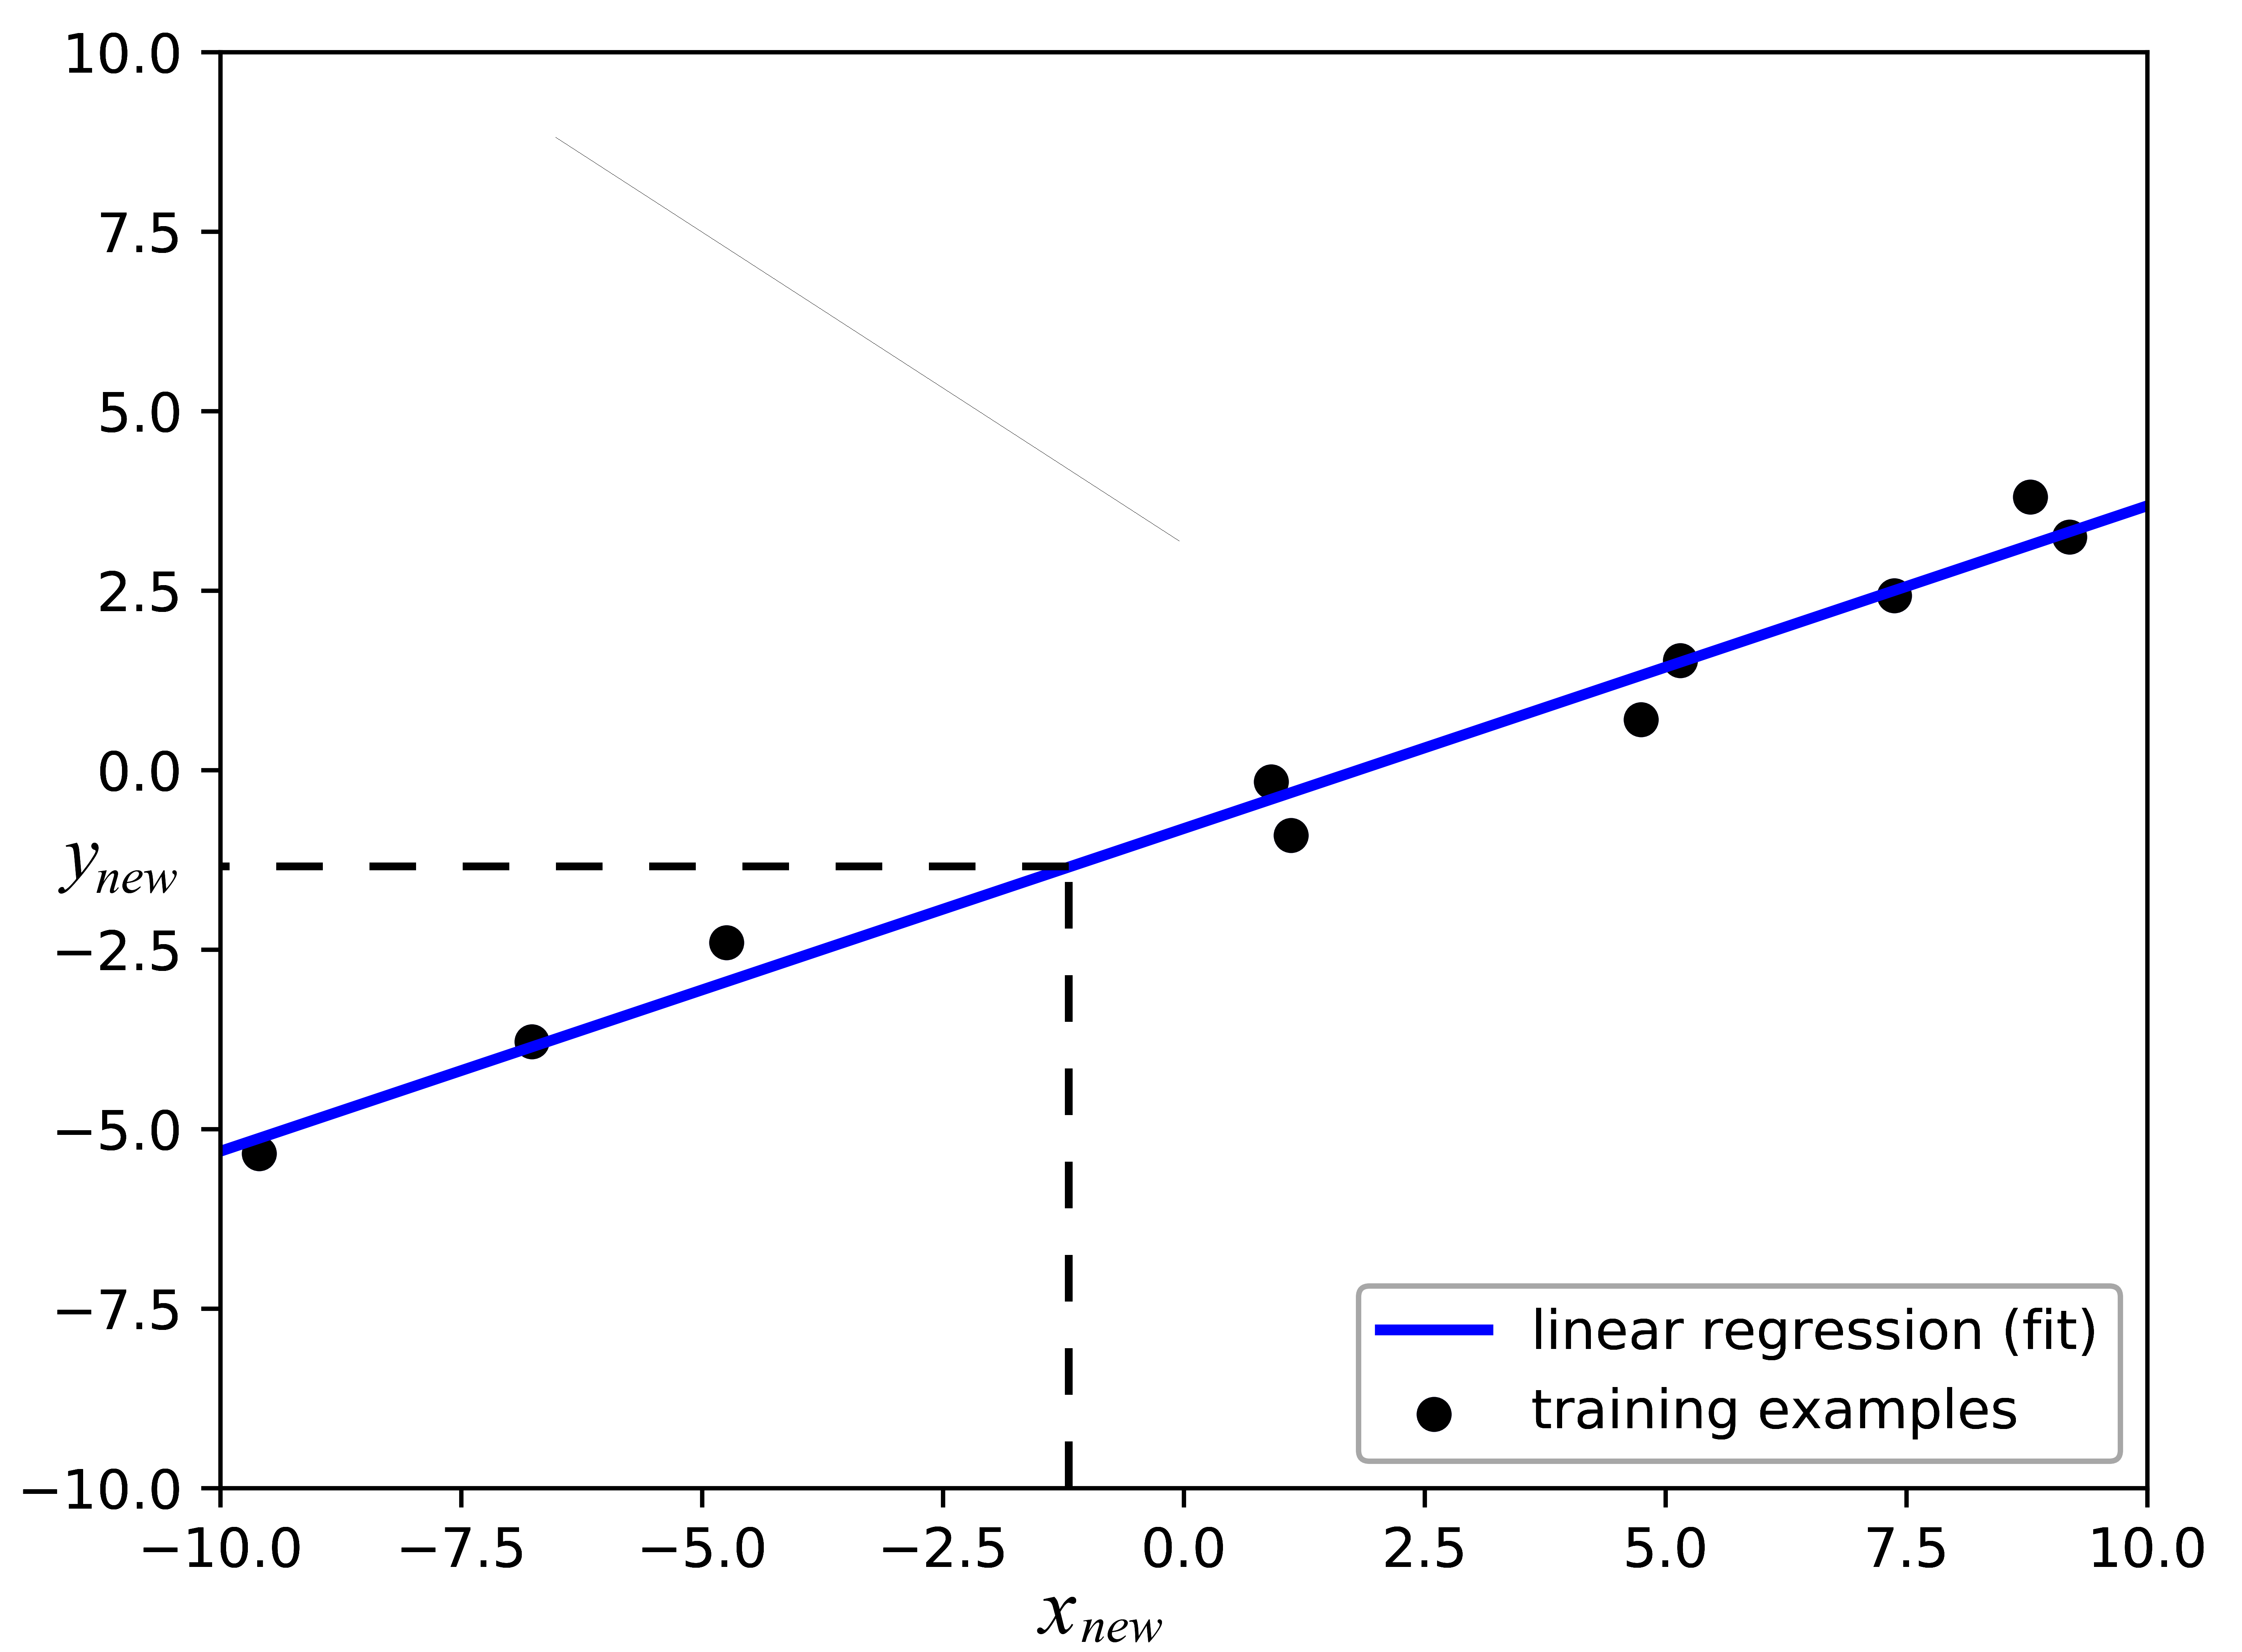 10.0
7.5
5.0
2.5
0.0
y_new
−2.5
−5.0
−7.5
−10.0
linear regression (fit)
training examples
−10.0 −7.5 −5.0 −2.5 0.0 2.5 5.0 7.5 10.0
x_new